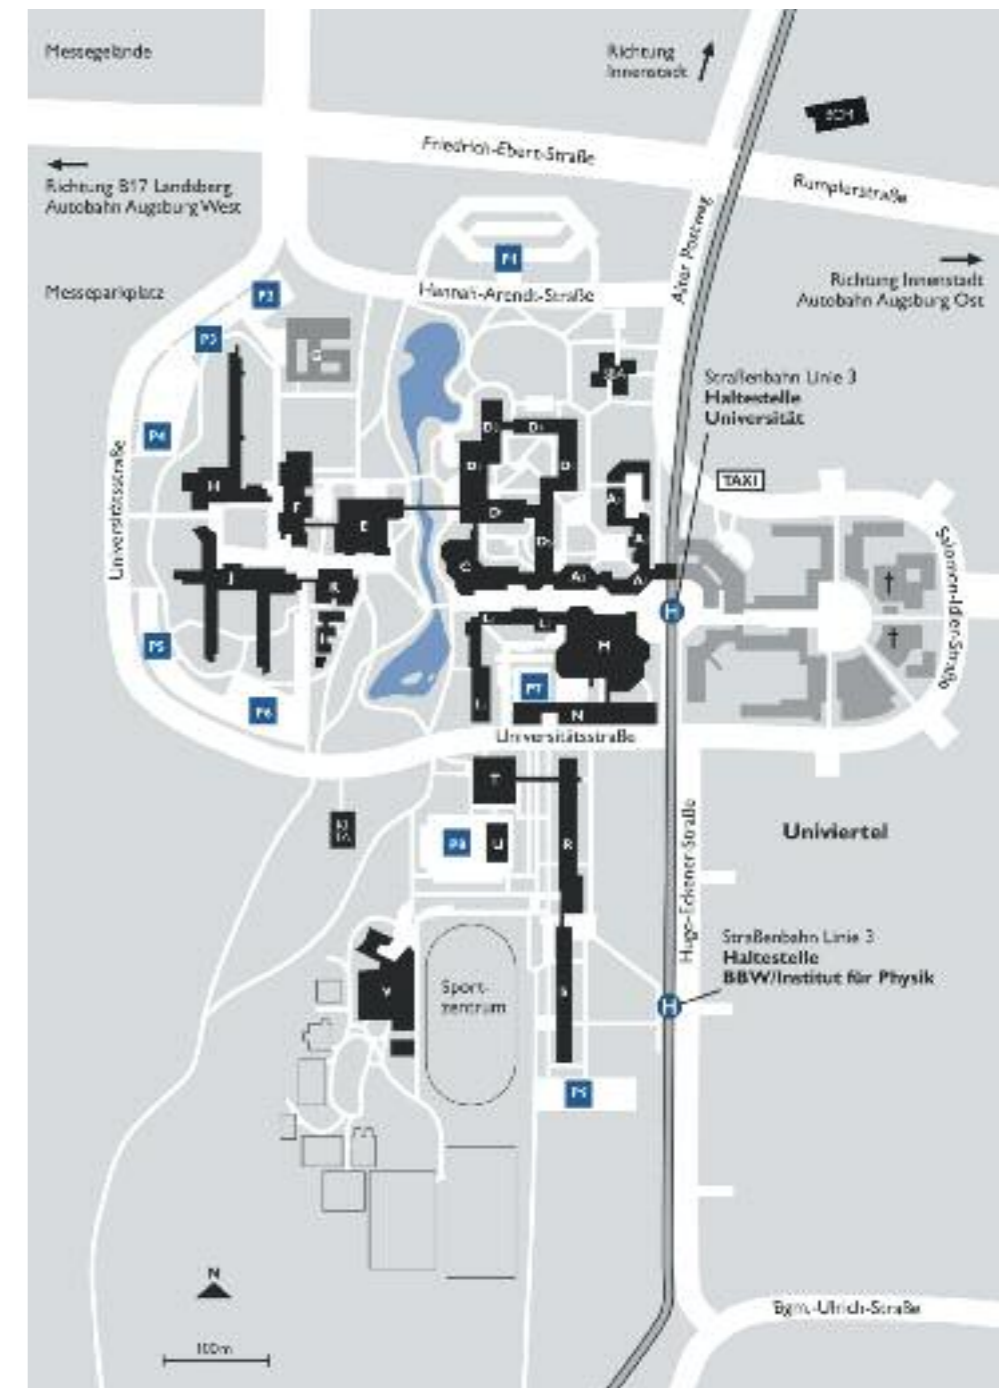 Messegelände
Richtung
Innenstadt
BCM
Friedrich-Ebert-Straße
Rumplerstraße
Richtung B17 Landsberg
Autobahn Augsburg West
Alter Postweg
P1
Richtung Innenstadt
Autobahn Augsburg Ost
Messeparkplatz
P2
Hannah-Arendt-Straße
P3
G
Straßenbahn Linie 3
Haltestelle
Universität
P4
TAXI
Universitätsstraße
H
F
E
D
C
A
J
K
H
Salomon-Idler-Straße
L
M
P5
P7
P6
N
Universitätsstraße
T
P8
U
R
Univiertel
Hugo-Eckener-Straße
Straßenbahn Linie 3
Haltestelle
BBW/Institut für Physik
H
Sport-
zentrum
V
S
P9
N
100m
Bgm.-Ulrich-Straße